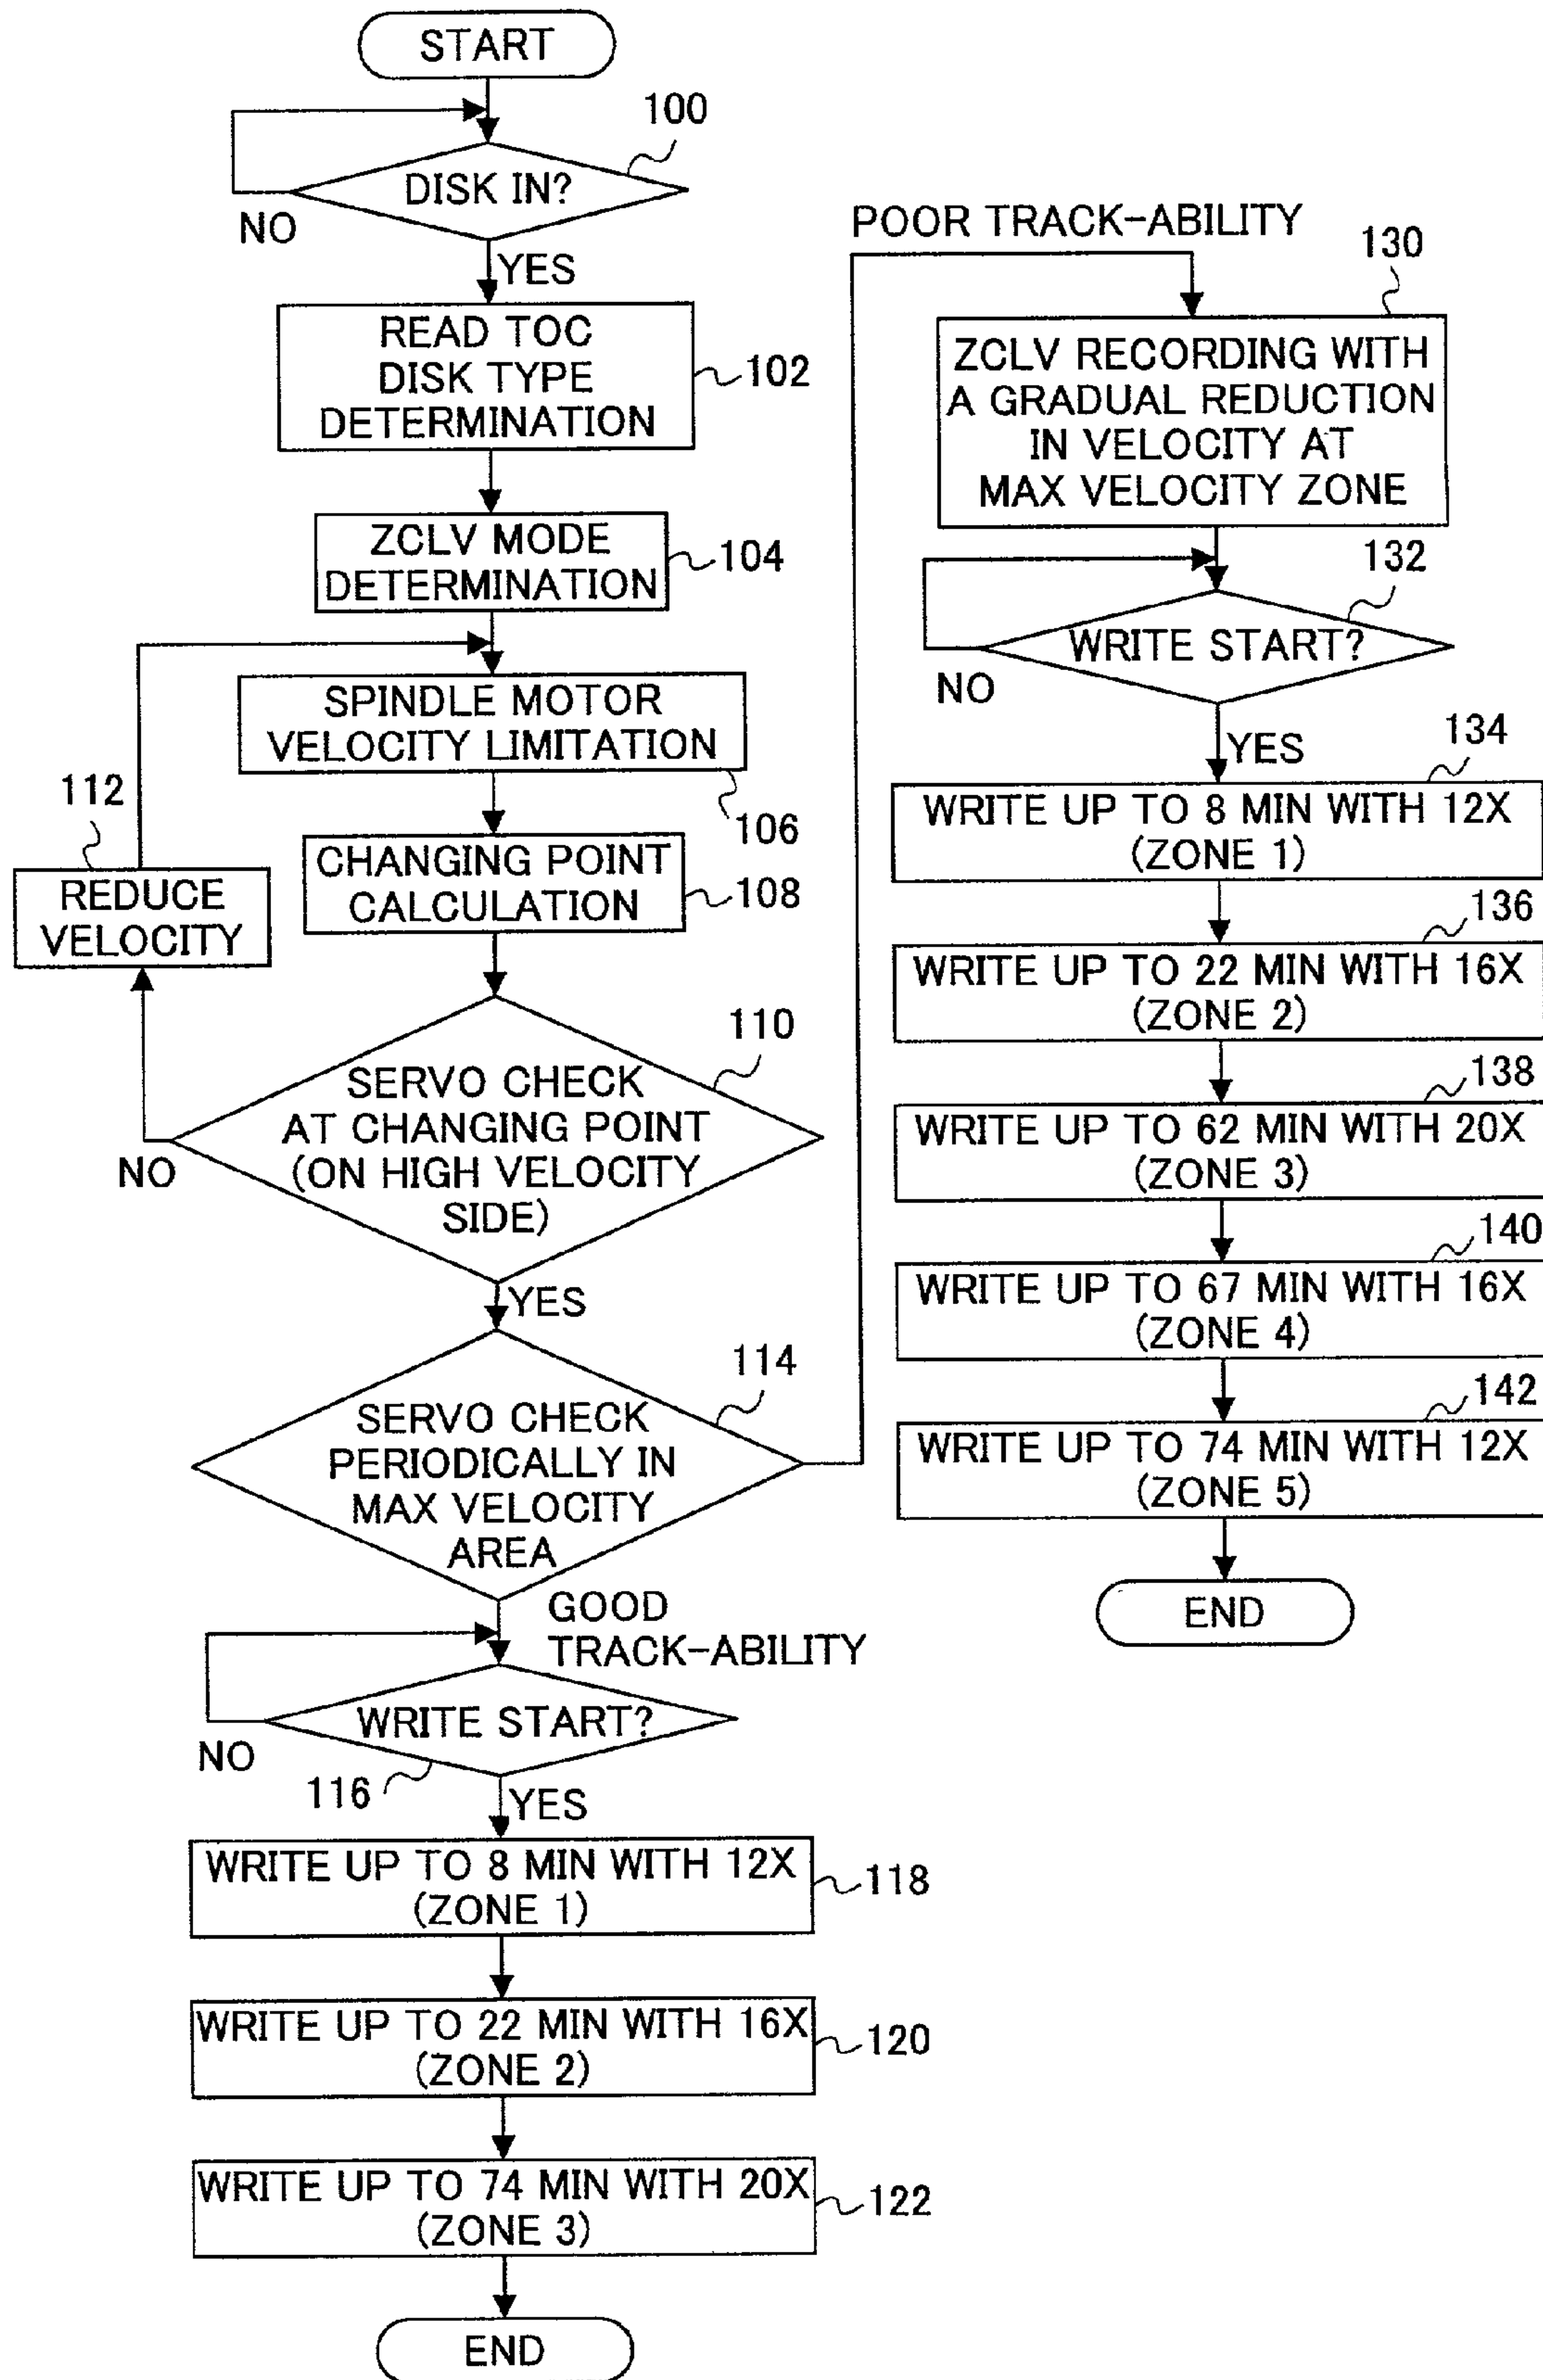 START
100
DISK IN?
NO
YES
READ TOC
DISK TYPE
DETERMINATION
102
ZCLV MODE
DETERMINATION
104
SPINDLE MOTOR
VELOCITY LIMITATION
106
112
REDUCE
VELOCITY
CHANGING POINT
CALCULATION
108
110
SERVO CHECK
AT CHANGING POINT
(ON HIGH VELOCITY
SIDE)
NO
YES
114
SERVO CHECK
PERIODICALLY IN
MAX VELOCITY
AREA
GOOD
TRACK-ABILITY
WRITE START?
NO
116
YES
WRITE UP TO 8 MIN WITH 12X
(ZONE 1)
118
WRITE UP TO 22 MIN WITH 16X
(ZONE 2)
120
WRITE UP TO 74 MIN WITH 20X
(ZONE 3)
122
END
POOR TRACK-ABILITY
130
ZCLV RECORDING WITH
A GRADUAL REDUCTION
IN VELOCITY AT
MAX VELOCITY ZONE
132
WRITE START?
NO
YES
134
WRITE UP TO 8 MIN WITH 12X
(ZONE 1)
136
WRITE UP TO 22 MIN WITH 16X
(ZONE 2)
138
WRITE UP TO 62 MIN WITH 20X
(ZONE 3)
140
WRITE UP TO 67 MIN WITH 16X
(ZONE 4)
142
WRITE UP TO 74 MIN WITH 12X
(ZONE 5)
END